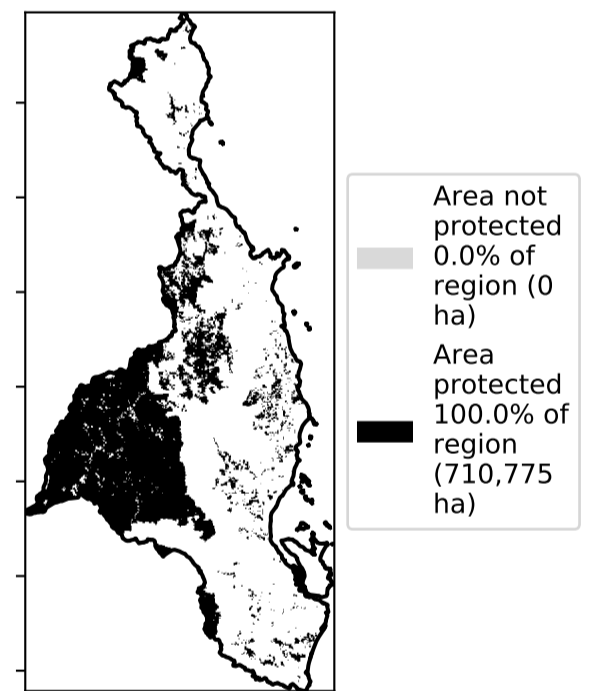 Area not
protected
0.0% of
region (0
ha)
Area
protected
100.0% of
region
(710,775
ha)